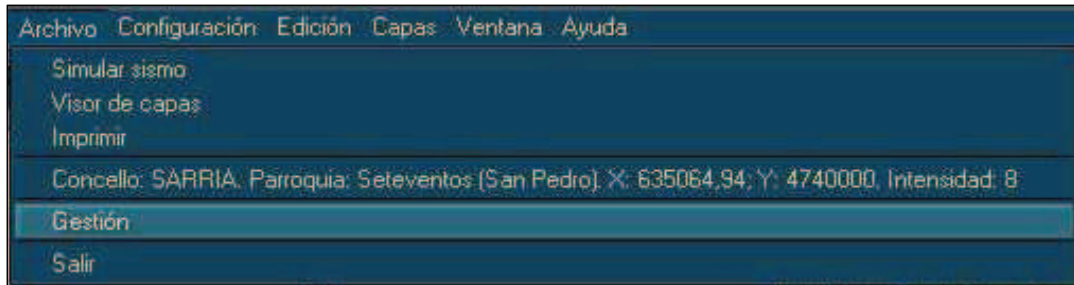 Archivo Configuración Edición Capas Ventana Ayuda
Simular sismo
Visor de capas
Imprimir
Concello: SARRIA. Parroquia: Seteventos (San Pedro). X: 635064,94; Y: 4740000. Intensidad: 8
Gestión
Salir